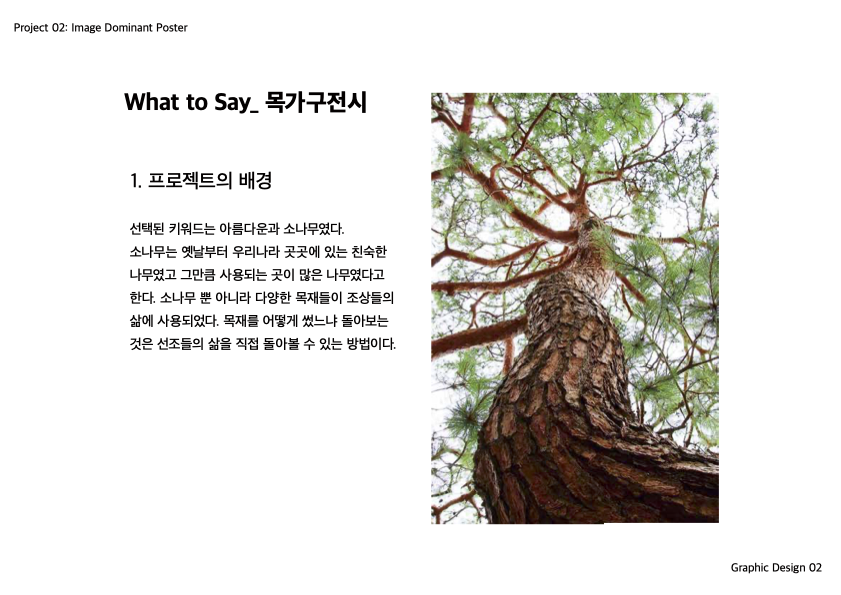 Project 02: Image Dominant Poster
What to Say_ 목가구전시
1. 프로젝트의 배경
선택된 키워드는 아름다운과 소나무였다.
소나무는 옛날부터 우리나라 곳곳에 있는 친숙한
나무였고 그만큼 사용되는 곳이 많은 나무였다고
한다. 소나무 뿐 아니라 다양한 목재들이 조상들의
삶에 사용되었다. 목재를 어떻게 썼느냐 돌아보는
것은 선조들의 삶을 직접 돌아볼 수 있는 방법이다.
Graphic Design 02